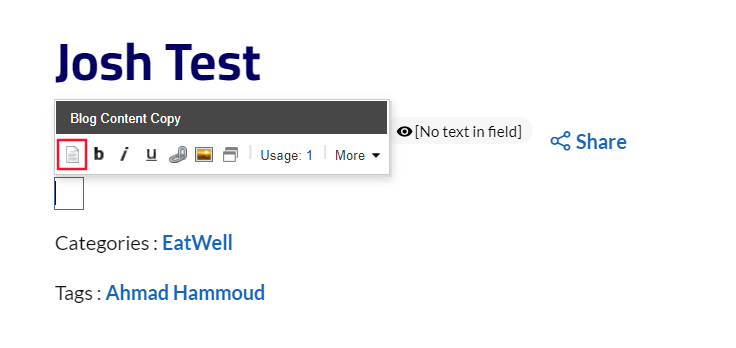 Josh Test
Blog Content Copy
[No text in field]
Share
b i u Usage: 1 More
Categories : EatWell
Tags : Ahmad Hammoud